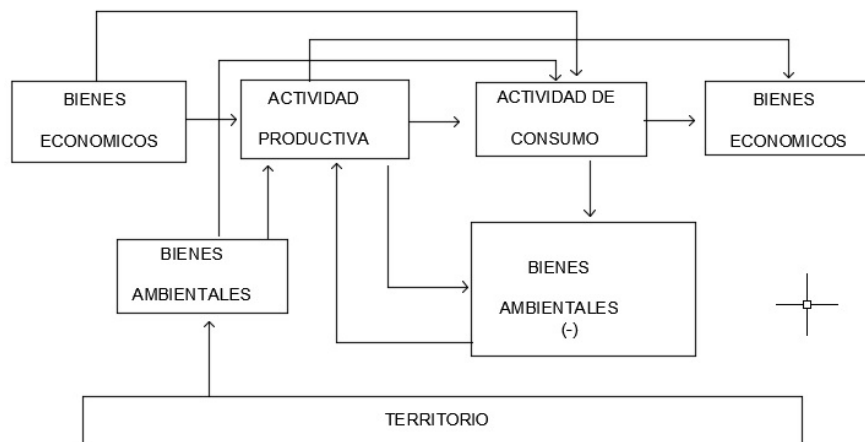 BIENES
ECONOMICOS
ACTIVIDAD
PRODUCTIVA
ACTIVIDAD DE
CONSUMO
BIENES
ECONOMICOS
BIENES
AMBIENTALES
BIENES
AMBIENTALES
(-)
TERRITORIO